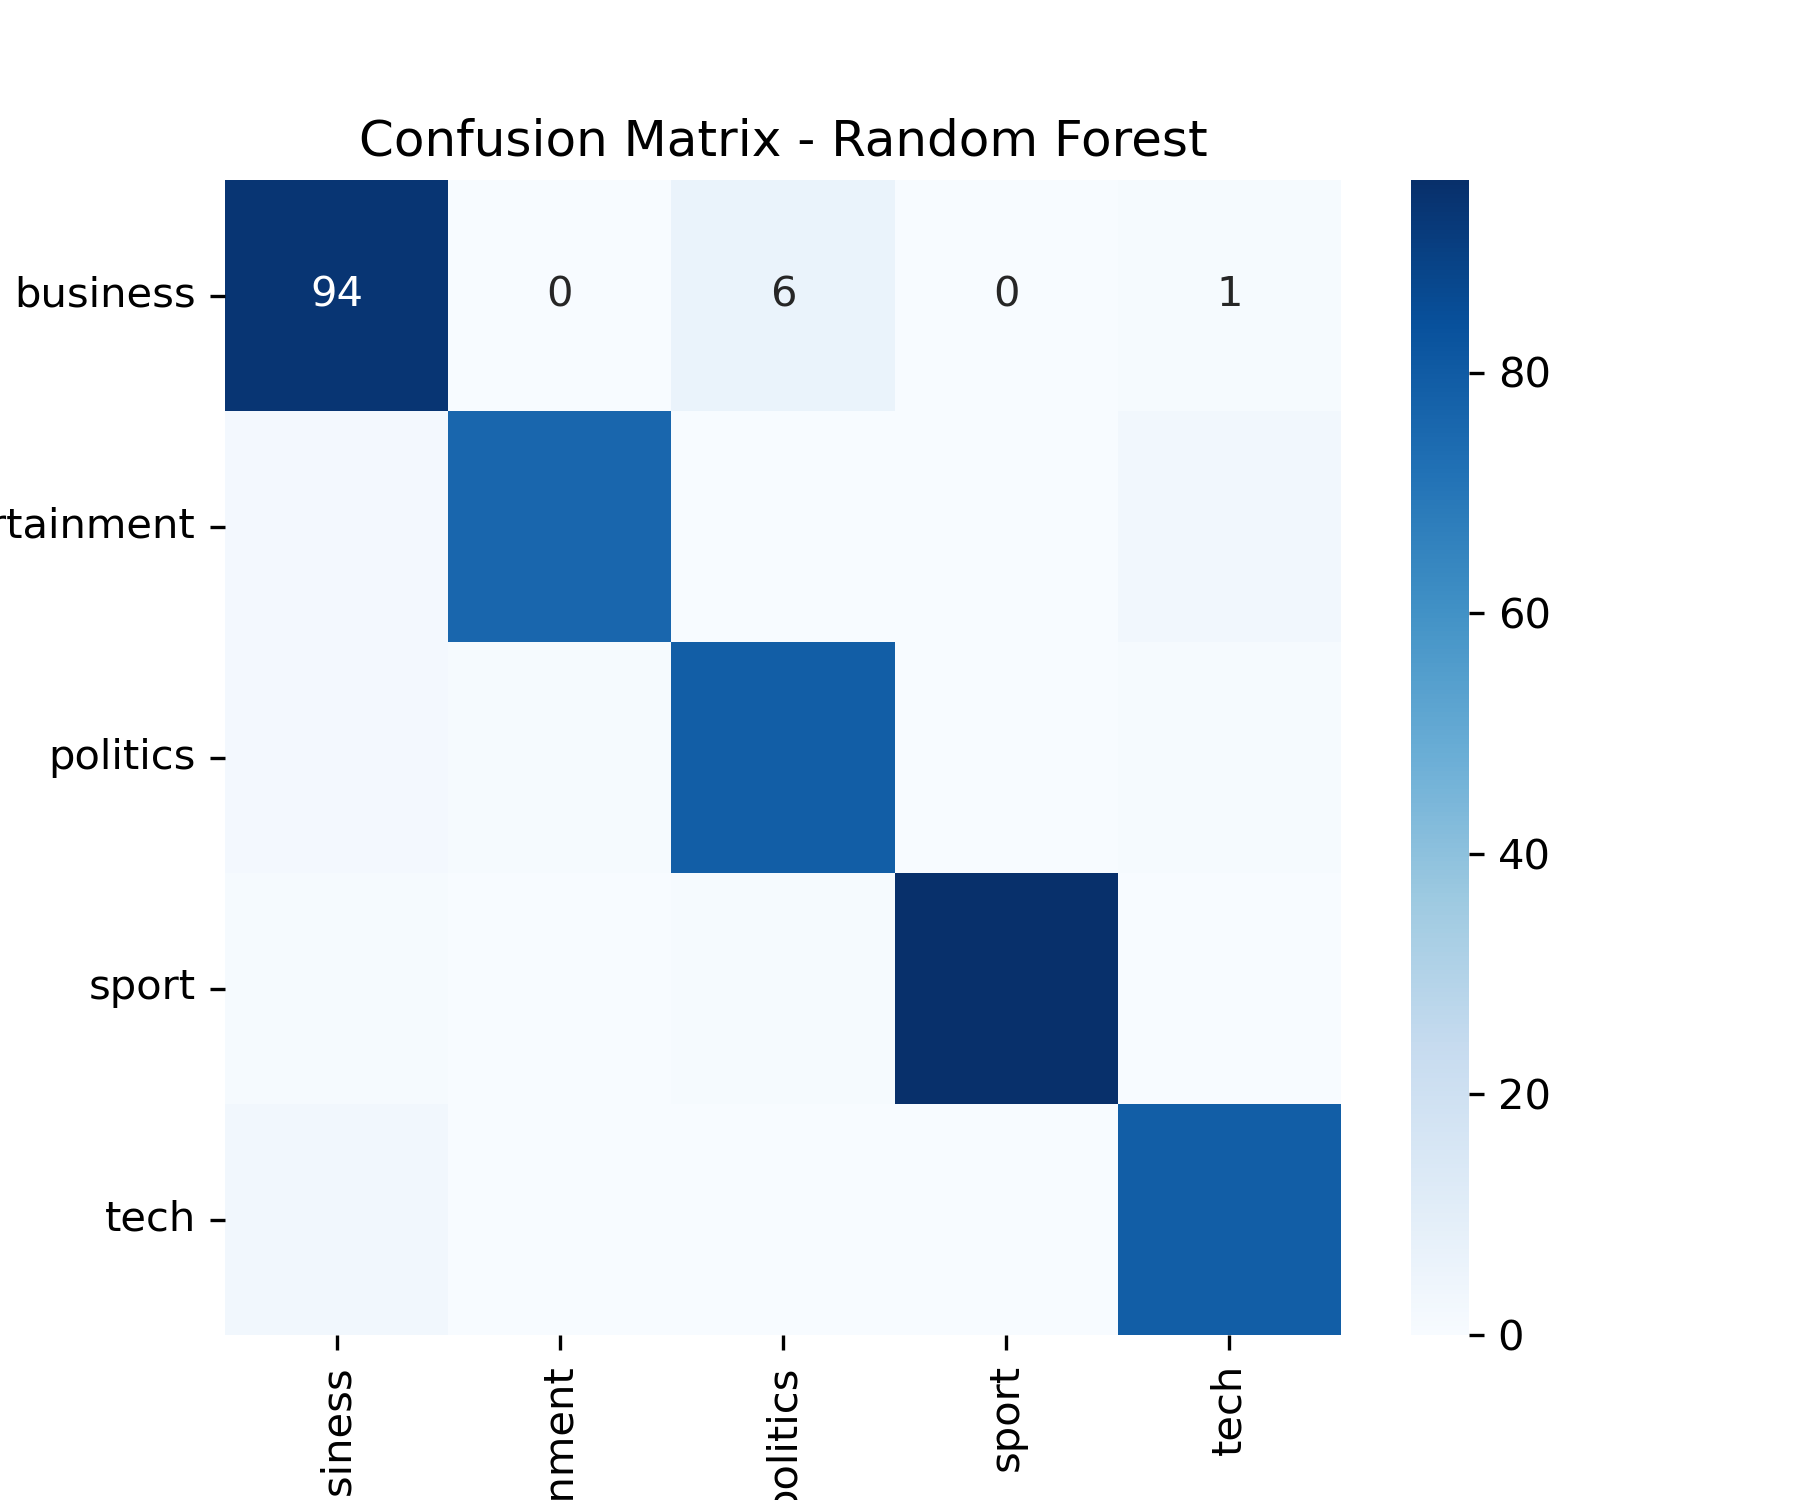 Confusion Matrix - Random Forest
business
94 0 6 0 1
rtainment
politics
sport
tech
siness
nment
olitics
sport
tech
80
60
40
20
0